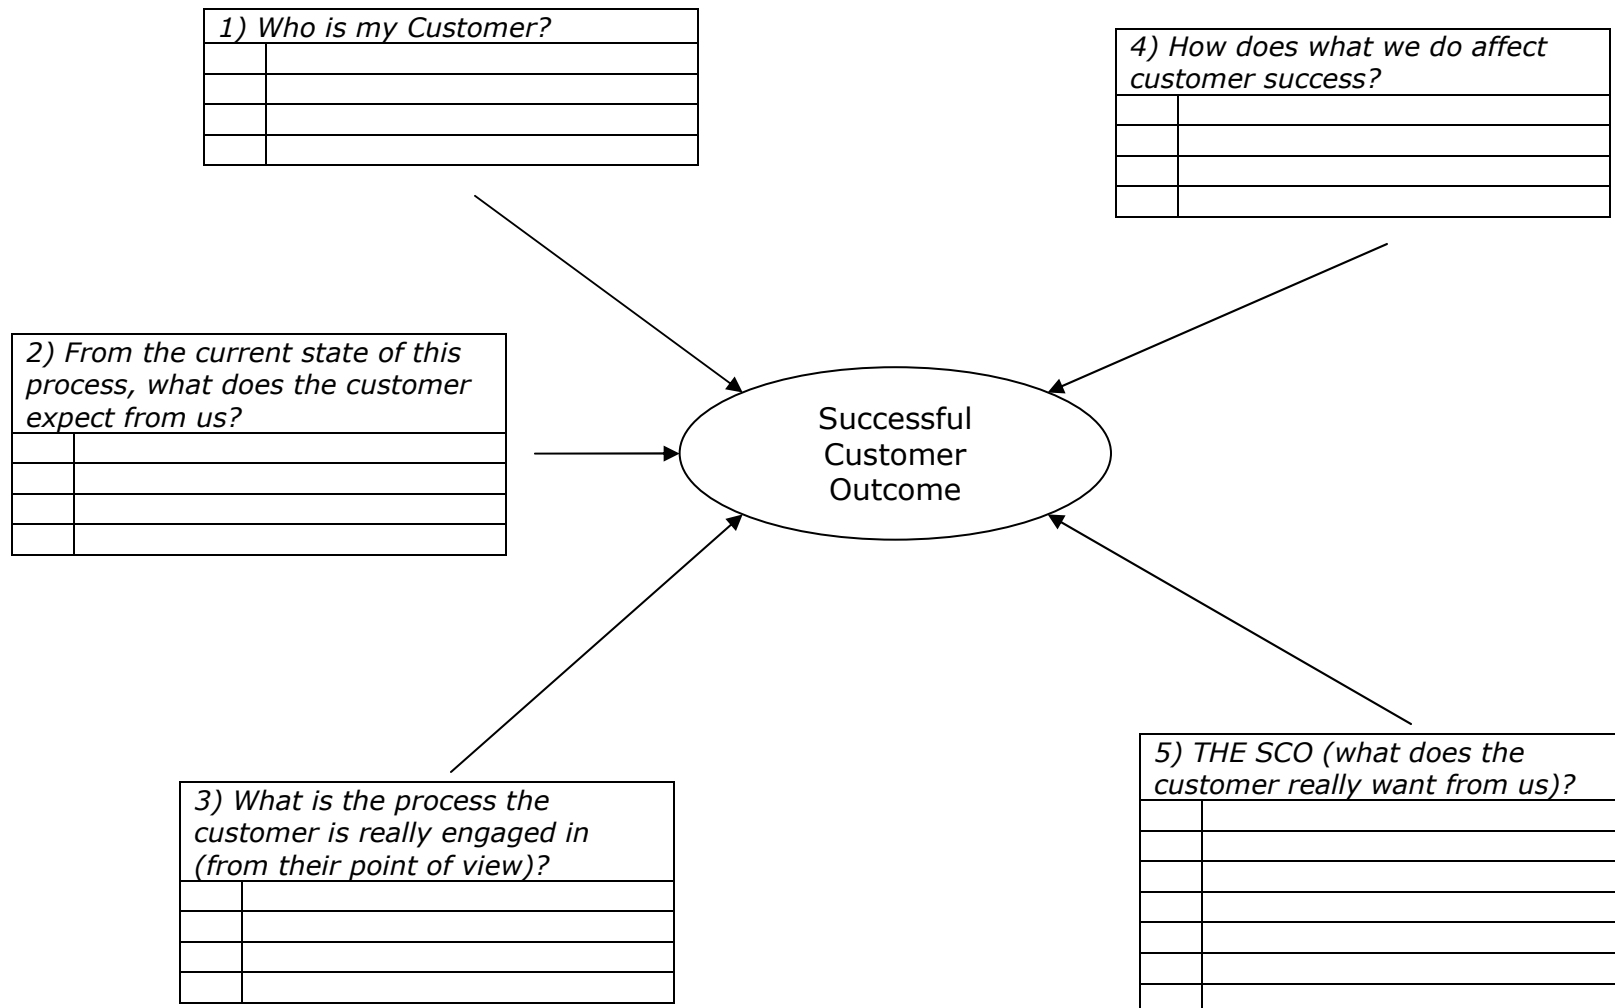 1) Who is my Customer?
2) From the current state of this
process, what does the customer
expect from us?
3) What is the process the
customer is really engaged in
(from their point of view)?
4) How does what we do affect
customer success?
5) THE SCO (what does the
customer really want from us)?
Successful
Customer
Outcome